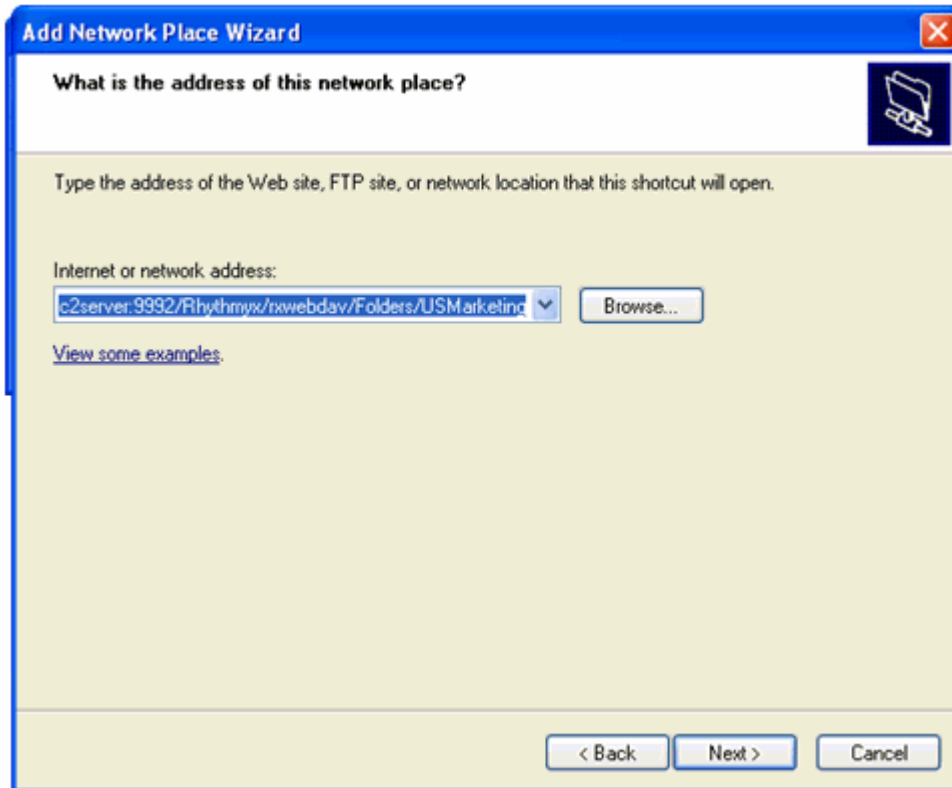 Add Network Place Wizard
What is the address of this network place?
Type the address of the Web site, FTP site, or network location that this shortcut will open.
Internet or network address:
c2server:9992/Rhythmyx/rxwebdav/Folders/USMarketing
Browse...
View some examples.
< Back
Next >
Cancel